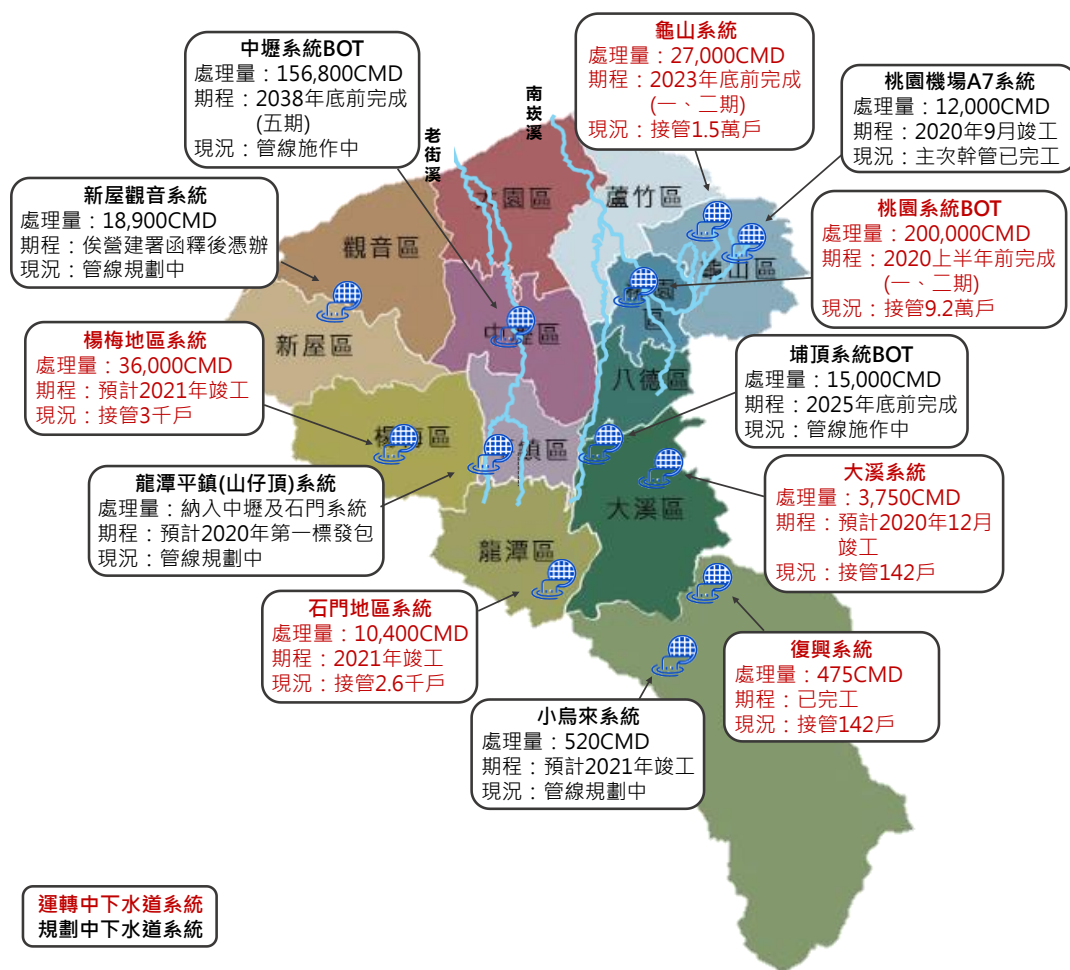 龜山系統
處理量：27,000CMD
期程：2023年底前完成
(一、二期)
現況：接管1.5萬戶
中壢系統BOT
處理量：156,800CMD
期程：2038年底前完成
(五期)
現況：管線施作中
桃園機場A7系統
處理量：12,000CMD
期程：2020年9月竣工
現況：主次幹管已完工
南崁溪
老街溪
新屋觀音系統
處理量：18,900CMD
期程：俟營建署函釋後憑辦
現況：管線規劃中
桃園系統BOT
處理量：200,000CMD
期程：2020上半年前完成
(一、二期)
現況：接管9.2萬戶
大園區
蘆竹區
觀音區
龜山區
桃園
區
中壢區
新屋區
八德區
楊梅地區系統
處理量：36,000CMD
期程：預計2021年竣工
現況：接管3千戶
埔頂系統BOT
處理量：15,000CMD
期程：2025年底前完成
現況：管線施作中
楊梅區
鎮區
大溪區
龍潭區
龍潭平鎮(山仔頂)系統
處理量：納入中壢及石門系統
期程：預計2020年第一標發包
現況：管線規劃中
大溪系統
處理量：3,750CMD
期程：預計2020年12月
竣工
現況：接管142戶
石門地區系統
處理量：10,400CMD
期程：2021年竣工
現況：接管2.6千戶
復興系統
處理量：475CMD
期程：已完工
現況：接管142戶
小烏來系統
處理量：520CMD
期程：預計2021年竣工
現況：管線規劃中
運轉中下水道系統
規劃中下水道系統